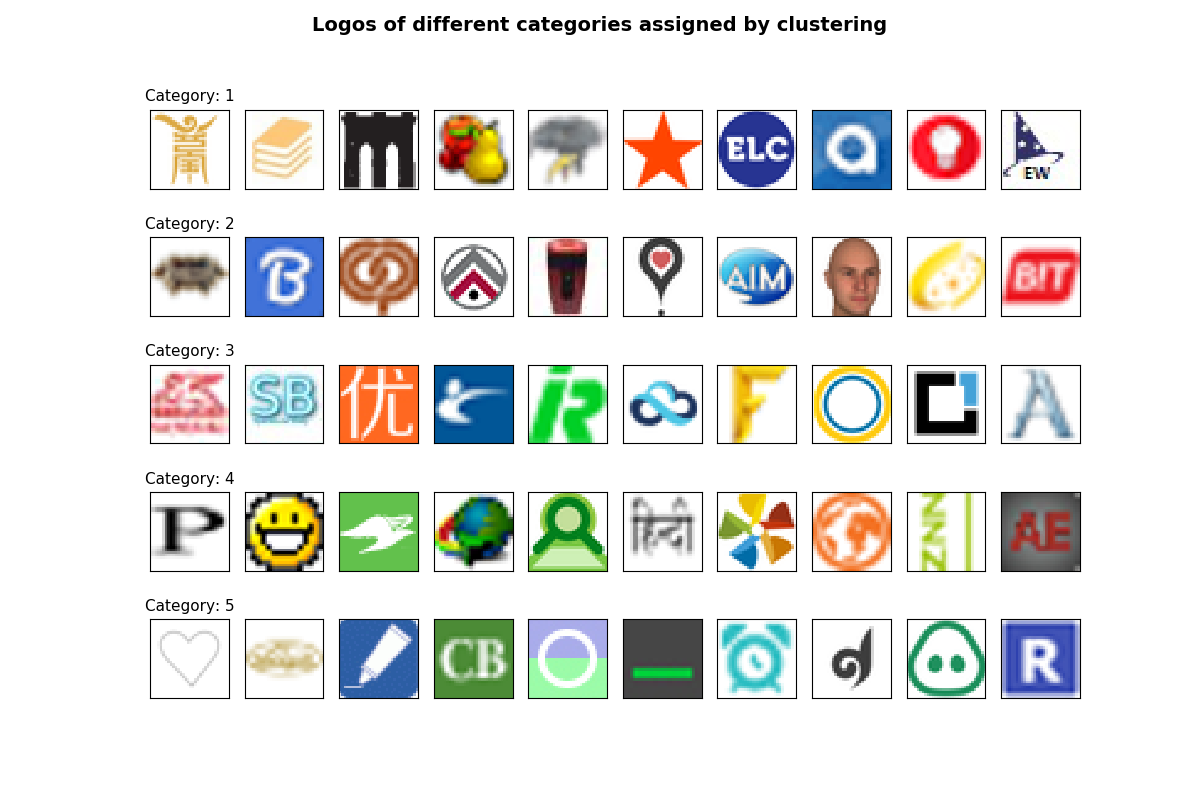 Logos of different categories assigned by clustering
Category: 1
ELC
a
EW
Category: 2
B
AIM
BIT
Category: 3
SB
优
iR
F
A
Category: 4
P
हिन्दी
ZNN
AE
Category: 5
CB
d
R